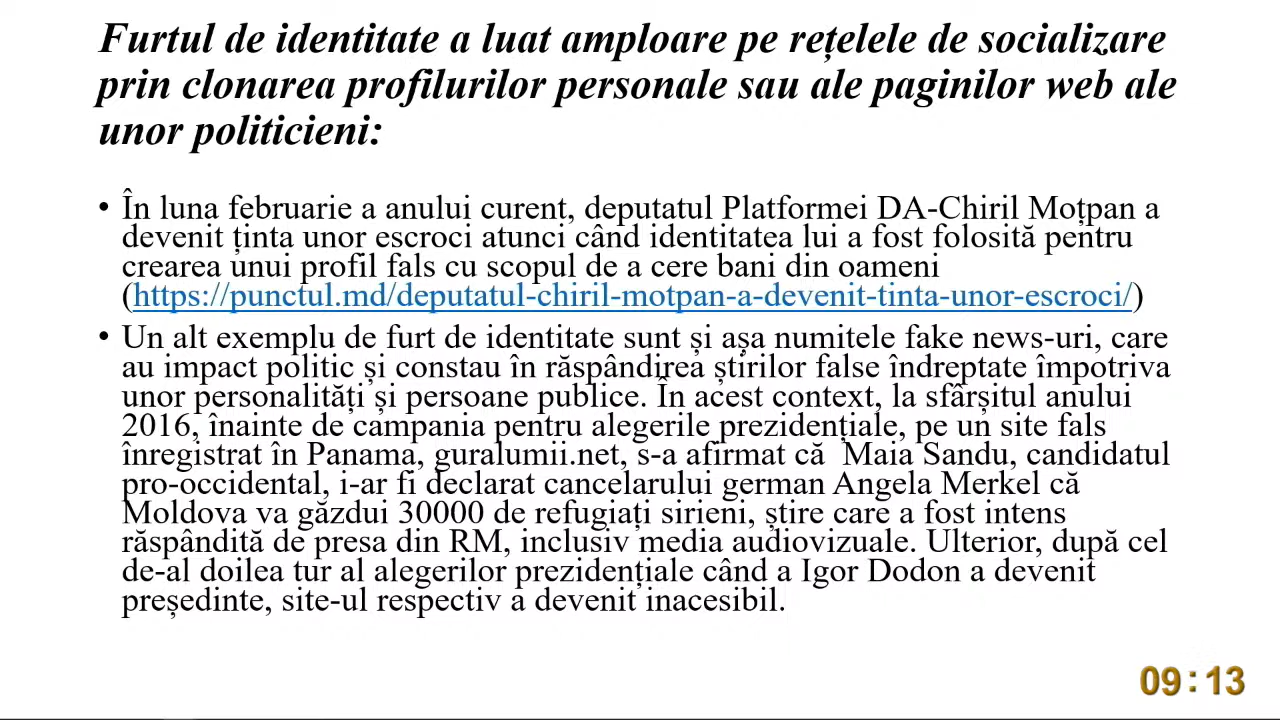 Furtul de identitate a luat amploare pe rețelele de socializare
prin clonarea profilurilor personale sau ale paginilor web ale
unor politicieni:
• În luna februarie a anului curent, deputatul Platformei DA-Chiril Moțpan a
devenit ținta unor escroci atunci când identitatea lui a fost folosită pentru
crearea unui profil fals cu scopul de a cere bani din oameni
(https://punctul.md/deputatul-chiril-motpan-a-devenit-tinta-unor-escroci/)
• Un alt exemplu de furt de identitate sunt și așa numitele fake news-uri, care
au impact politic și constau în răspândirea știrilor false îndreptate împotriva
unor personalități și persoane publice. În acest context, la sfârșitul anului
2016, înainte de campania pentru alegerile prezidențiale, pe un site fals
înregistrat în Panama, guralumii.net, s-a afirmat că  Maia Sandu, candidatul
pro-occidental, i-ar fi declarat cancelarului german Angela Merkel că
Moldova va găzdui 30000 de refugiați sirieni, știre care a fost intens
răspândită de presa din RM, inclusiv media audiovizuale. Ulterior, după cel
de-al doilea tur al alegerilor prezidențiale când a Igor Dodon a devenit
președinte, site-ul respectiv a devenit inacesibil.
09:13